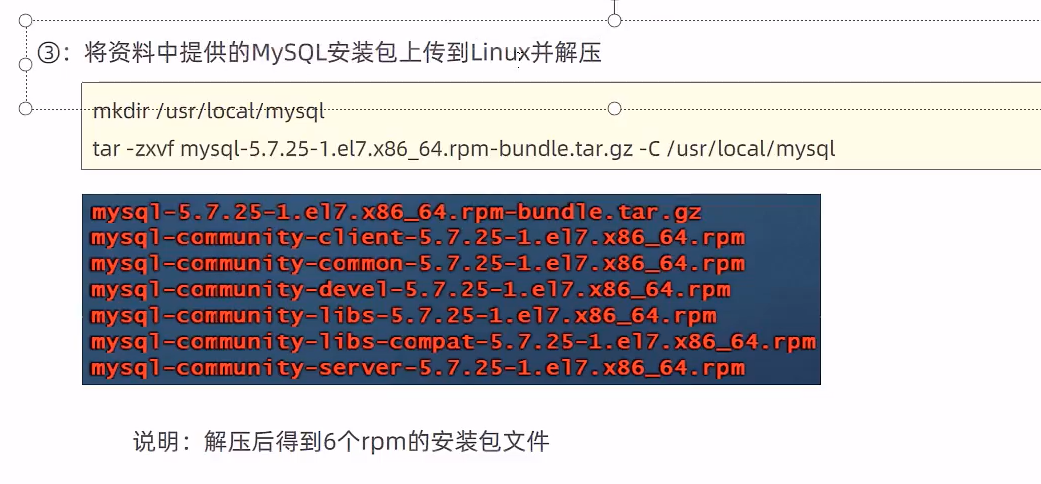 ③：将资料中提供的MySQL安装包上传到Linux并解压
mkdir /usr/local/mysql
tar -zxvf mysql-5.7.25-1.el7.x86_64.rpm-bundle.tar.gz -C /usr/local/mysql
mysql-5.7.25-1.el7.x86_64.rpm-bundle.tar.gz
mysql-community-client-5.7.25-1.el7.x86_64.rpm
mysql-community-common-5.7.25-1.el7.x86_64.rpm
mysql-community-devel-5.7.25-1.el7.x86_64.rpm
mysql-community-libs-5.7.25-1.el7.x86_64.rpm
mysql-community-libs-compat-5.7.25-1.el7.x86_64.rpm
mysql-community-server-5.7.25-1.el7.x86_64.rpm
说明：解压后得到6个rpm的安装包文件